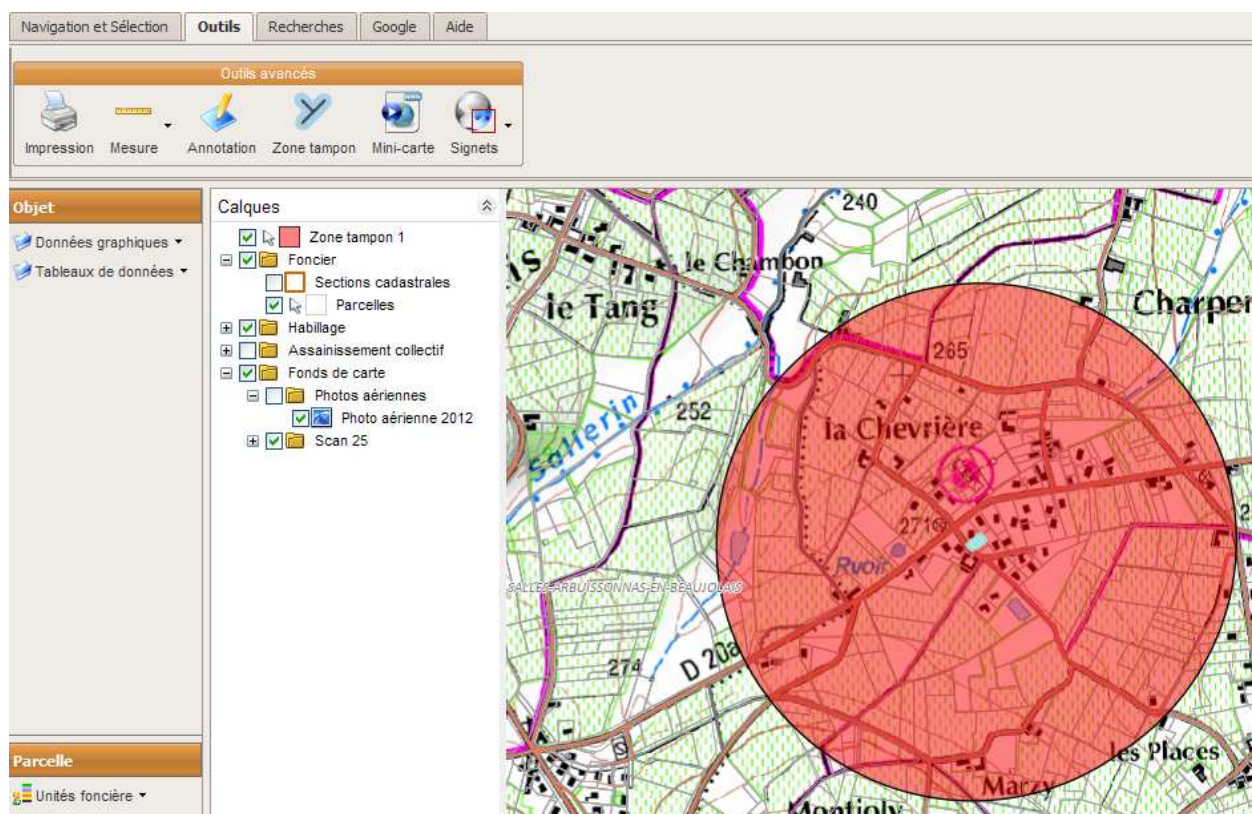 Navigation et Sélection Outils Recherches Google Aide
Outils avancés
Impression Mesure Annotation Zone tampon Mini-carte Signets
Objet
Données graphiques
Tableaux de données
Parcelle
Unités foncière
Calques
Zone tampon 1
Foncier
Sections cadastrales
Parcelles
Habillage
Assainissement collectif
Fonds de carte
Photos aériennes
Photo aérienne 2012
Scan 25
240
le Chambon
le Tang
Charper
265
252
la Chevrière
Sallerin
271
Rvoir
SALLES-ARBUISSONNAS-EN-BEAUJOLAIS
274
D 20a
les Places
Marzy
Montjoly